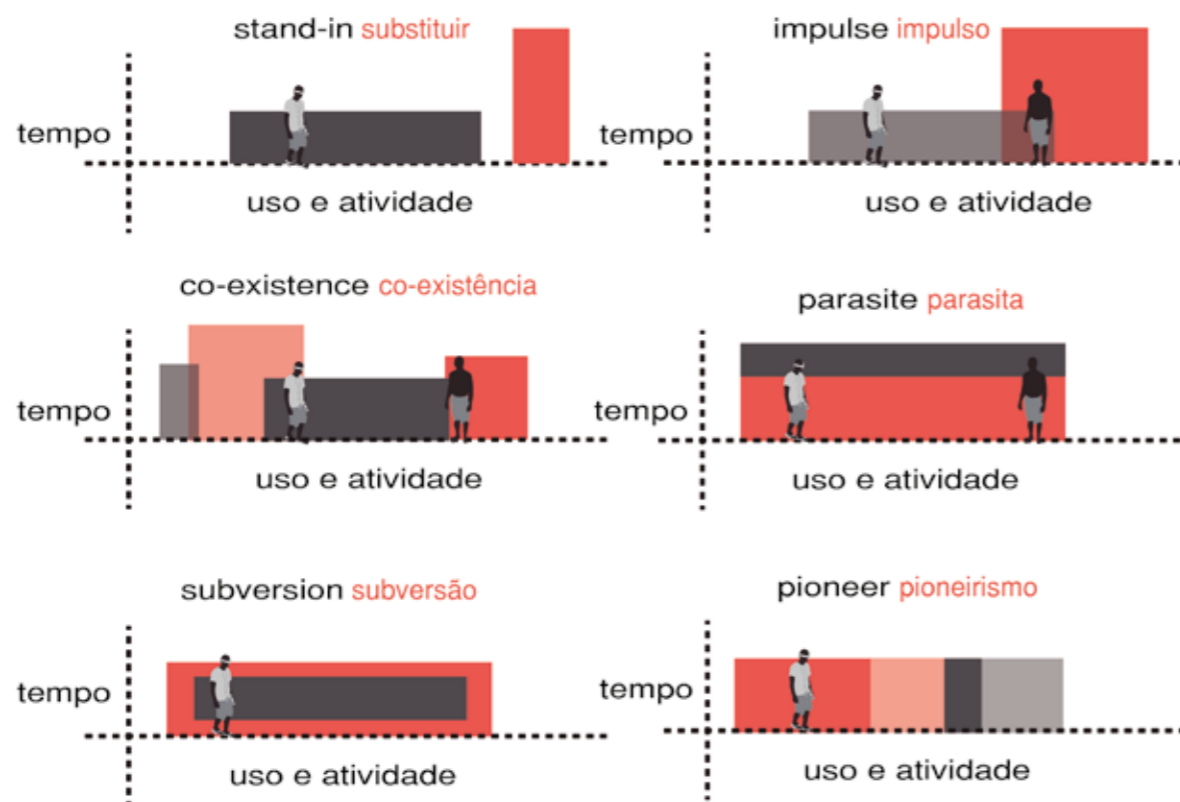 stand-in substituir
tempo
uso e atividade
impulse impulso
tempo
uso e atividade
co-existence co-existência
tempo
uso e atividade
parasite parasita
tempo
uso e atividade
subversion subversão
tempo
uso e atividade
pioneer pioneirismo
tempo
uso e atividade